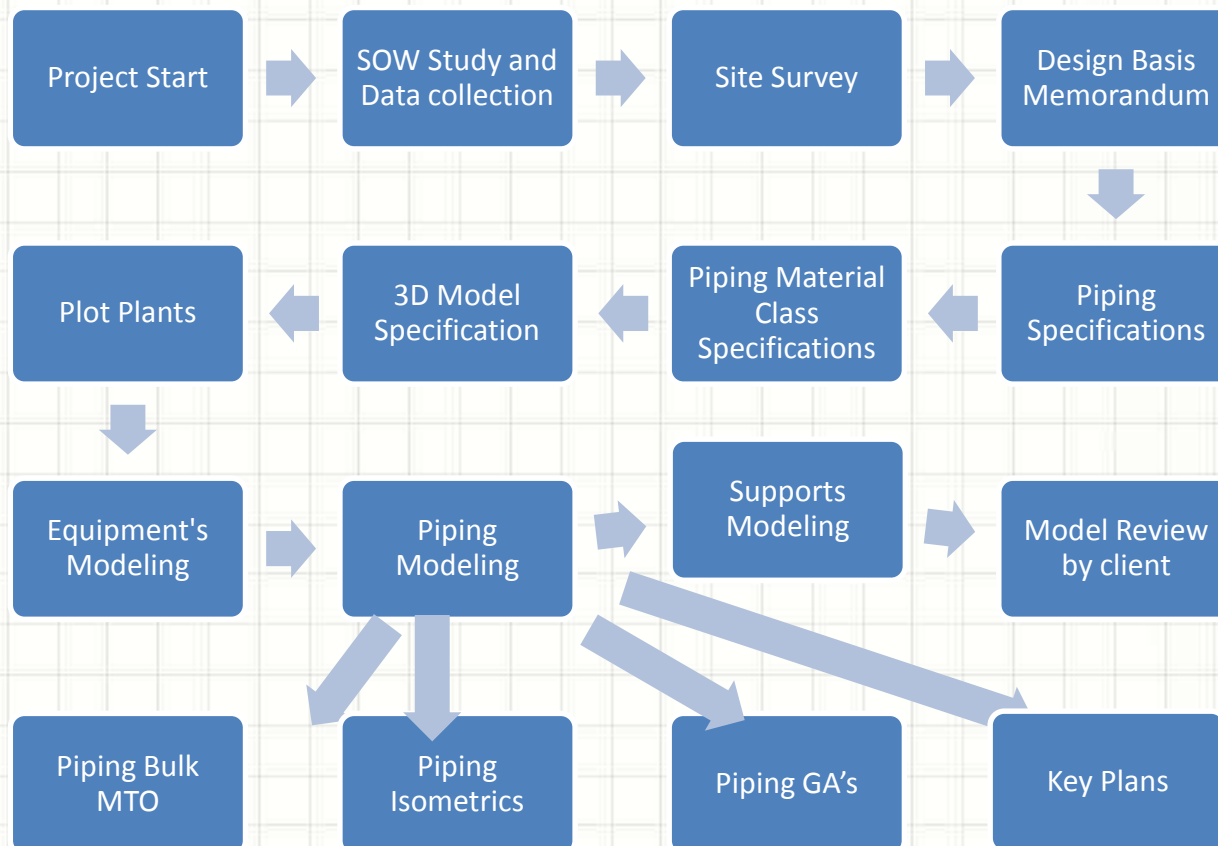 Project Start
SOW Study and
Data collection
Site Survey
Design Basis
Memorandum
Plot Plants
3D Model
Specification
Piping Material
Class
Specifications
Piping
Specifications
Equipment's
Modeling
Piping
Modeling
Supports
Modeling
Model Review
by client
Piping Bulk
MTO
Piping
Isometrics
Piping GA’s
Key Plans